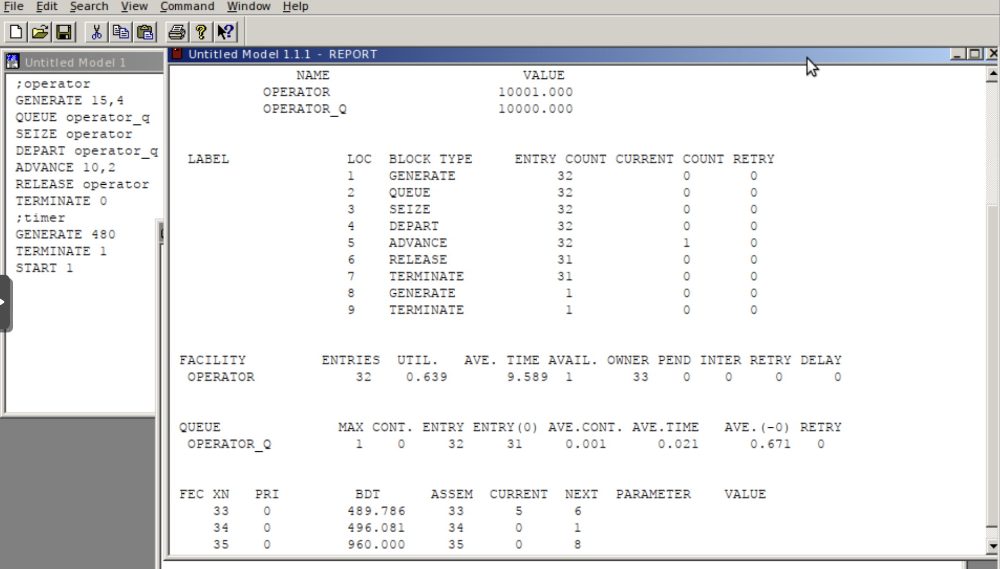 File Edit Search View Command Window Help
Untitled Model 1
;operator
GENERATE 15,4
QUEUE operator_q
SEIZE operator
DEPART operator_q
ADVANCE 10,2
RELEASE operator
TERMINATE 0
;timer
GENERATE 480
TERMINATE 1
START 1
Untitled Model 1.1.1 - REPORT
NAME VALUE
OPERATOR 10001.000
OPERATOR_Q 10000.000
LABEL LOC BLOCK TYPE ENTRY COUNT CURRENT COUNT RETRY
1 GENERATE 32 0 0
2 QUEUE 32 0 0
3 SEIZE 32 0 0
4 DEPART 32 0 0
5 ADVANCE 32 1 0
6 RELEASE 31 0 0
7 TERMINATE 31 0 0
8 GENERATE 1 0 0
9 TERMINATE 1 0 0
FACILITY ENTRIES UTIL. AVE. TIME AVAIL. OWNER PEND INTER RETRY DELAY
OPERATOR 32 0.639 9.589 1 33 0 0 0 0
QUEUE MAX CONT. ENTRY ENTRY(0) AVE.CONT. AVE.TIME AVE.(-0) RETRY
OPERATOR_Q 1 0 32 31 0.001 0.021 0.671 0
FEC XN PRI BDT ASSEM CURRENT NEXT PARAMETER VALUE
33 0 489.786 33 5 6
34 0 496.081 34 0 1
35 0 960.000 35 0 8